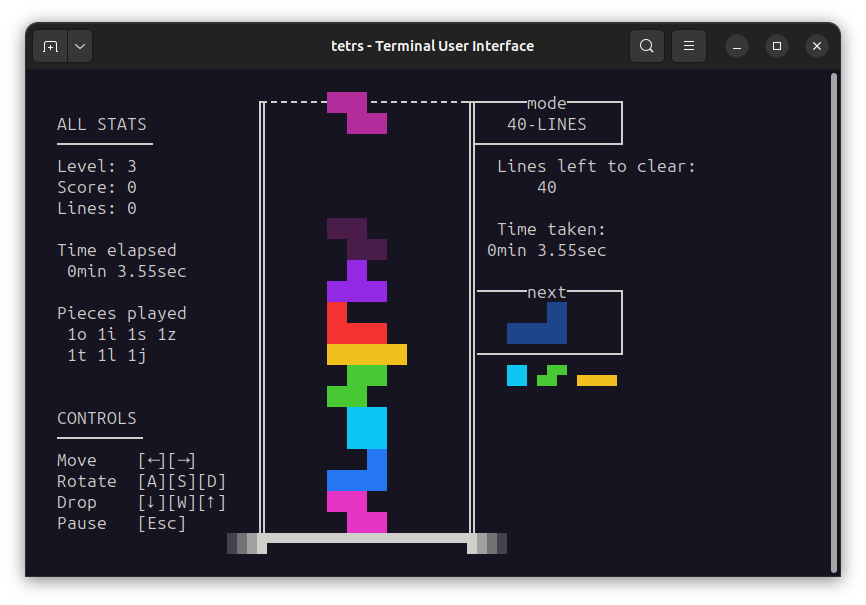 tetrs - Terminal User Interface
ALL STATS
Level: 3
Score: 0
Lines: 0
Time elapsed
0min 3.55sec
Pieces played
1o 1i 1s 1z
1t 1l 1j
CONTROLS
Move [←][→]
Rotate [A][S][D]
Drop [↓][W][↑]
Pause [Esc]
mode
40-LINES
Lines left to clear:
40
Time taken:
0min 3.55sec
next